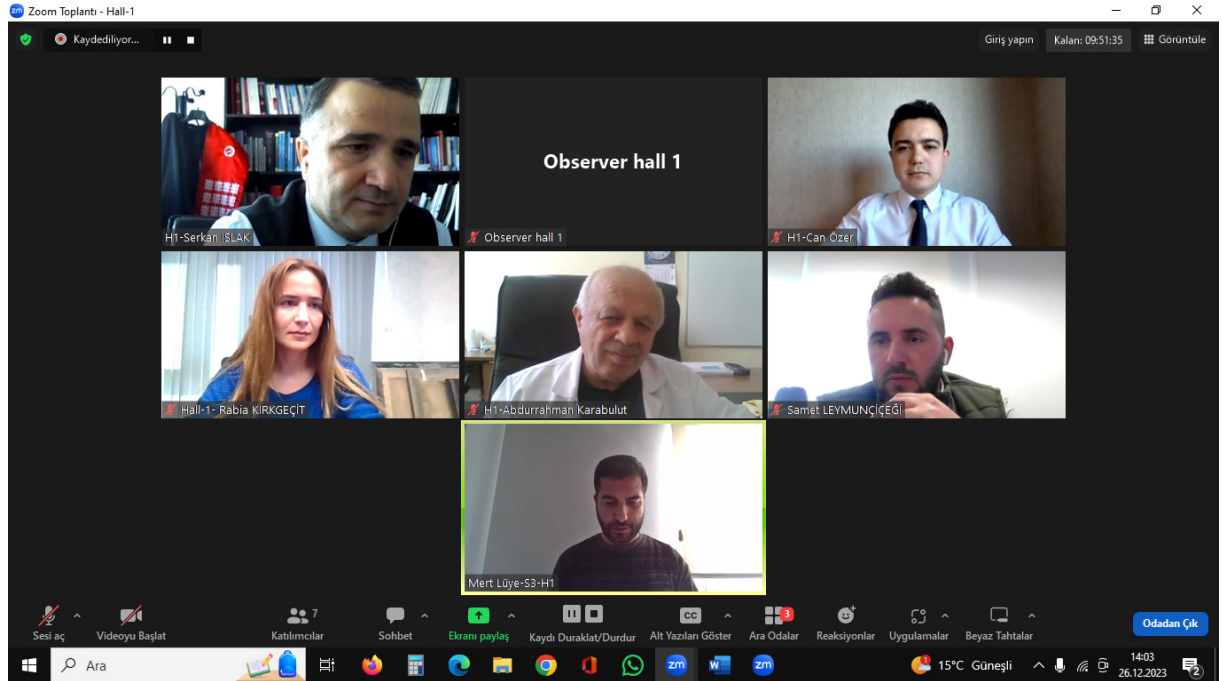 Zoom Toplantı - Hall-1
Kaydediliyor...
Giriş yapın
Kalan: 09:51:35
Görüntüle
H1-Serkan ISLAK
Observer hall 1
Observer hall 1
H1-Can Özer
Hall-1- Rabia KIRKGEÇİT
H1-Abdurrahman Karabulut
Samet LEYMUNÇİÇEĞİ
Mert Lüye-S3-H1
7
CC
3
Sesi aç
Videoyu Başlat
Katılımcılar
Sohbet
Ekranı paylaş
Kaydı Duraklat/Durdur
Alt Yazıları Göster
Ara Odalar
Reaksiyonlar
Uygulamalar
Beyaz Tahtalar
Odadan Çık
Ara
zm
W
zm
15°C Güneşli
14:03
26.12.2023
2